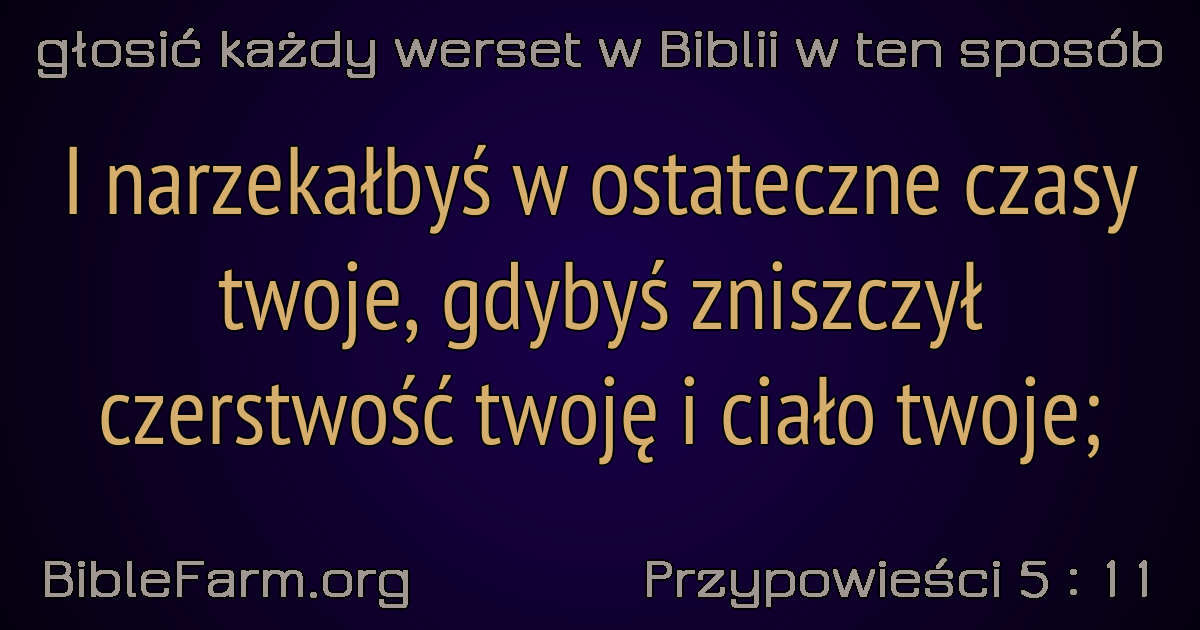 głosić każdy werset w Biblii w ten sposób
I narzekałbyś w ostateczne czasy
twoje, gdybyś zniszczył
czerstwość twoję i ciało twoje;
BibleFarm.org
Przypowieści 5 : 11